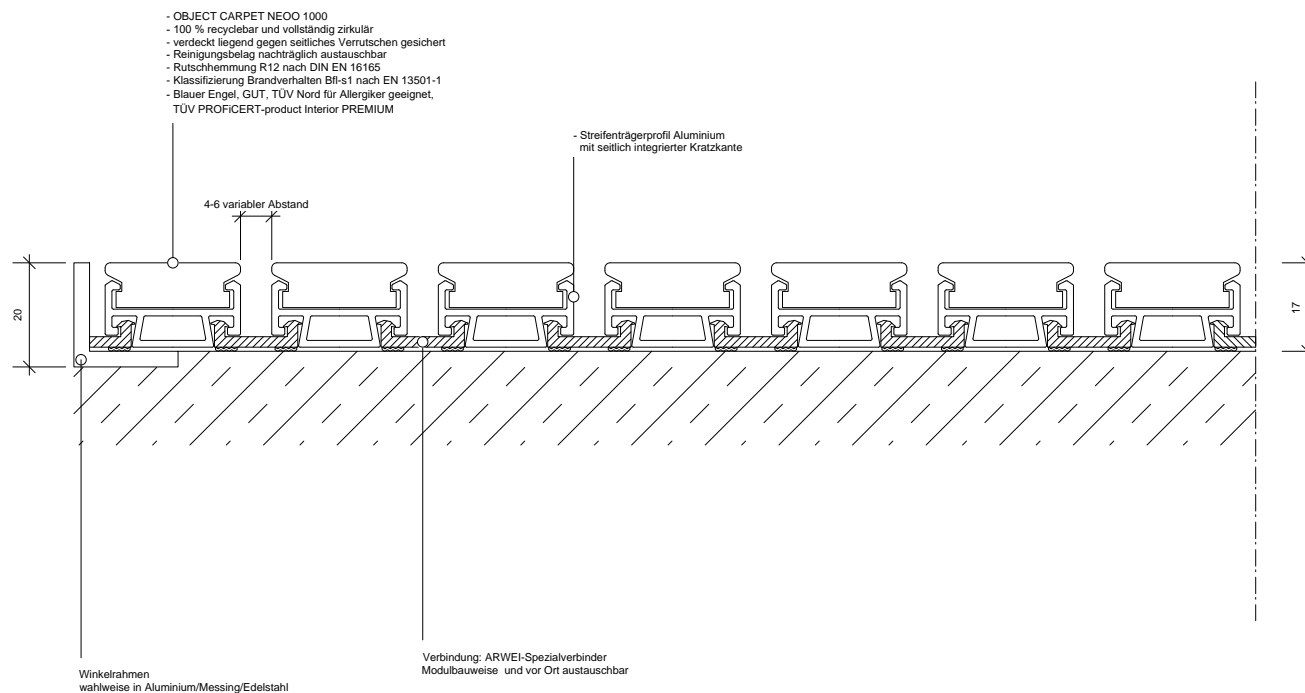 - OBJECT CARPET NEOO 1000
- 100 % recyclebar und vollständig zirkulär
- verdeckt liegend gegen seitliches Verrutschen gesichert
- Reinigungsbelag nachträglich austauschbar
- Rutschhemmung R12 nach DIN EN 16165
- Klassifizierung Brandverhalten Bfl-s1 nach EN 13501-1
- Blauer Engel, GUT, TÜV Nord für Allergiker geeignet,
TÜV PROFiCERT-product Interior PREMIUM
- Streifenträgerprofil Aluminium
mit seitlich integrierter Kratzkante
4-6 variabler Abstand
20
17
Verbindung: ARWEI-Spezialverbinder
Modulbauweise und vor Ort austauschbar
Winkelrahmen
wahlweise in Aluminium/Messing/Edelstahl